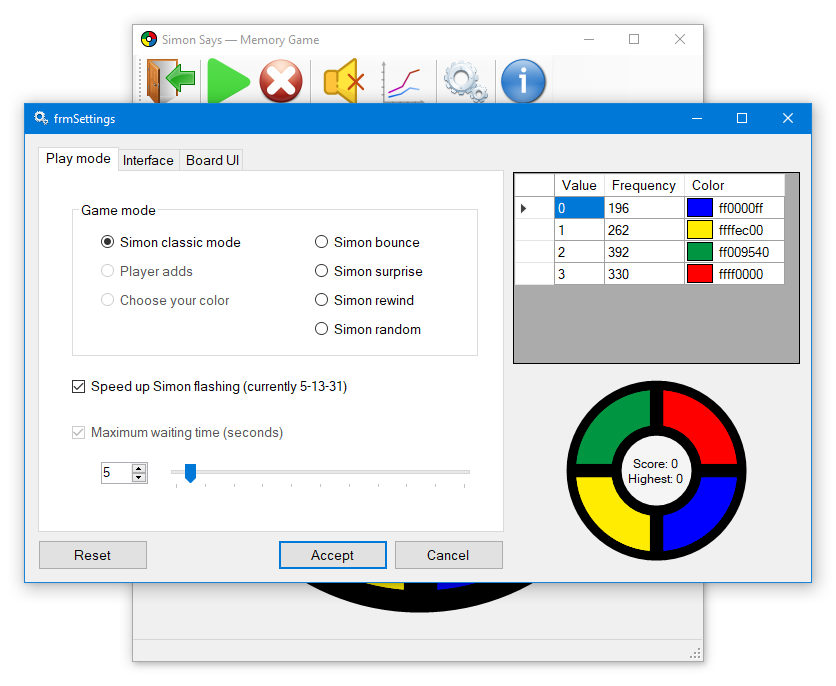 Simon Says — Memory Game
frmSettings
Play mode
Interface
Board UI
Game mode
Simon classic mode
Player adds
Choose your color
Simon bounce
Simon surprise
Simon rewind
Simon random
Speed up Simon flashing (currently 5-13-31)
Maximum waiting time (seconds)
5
Reset
Accept
Cancel
Value Frequency Color
0 196 ff0000ff
1 262 ffffec00
2 392 ff009540
3 330 ffff0000
Score: 0
Highest: 0